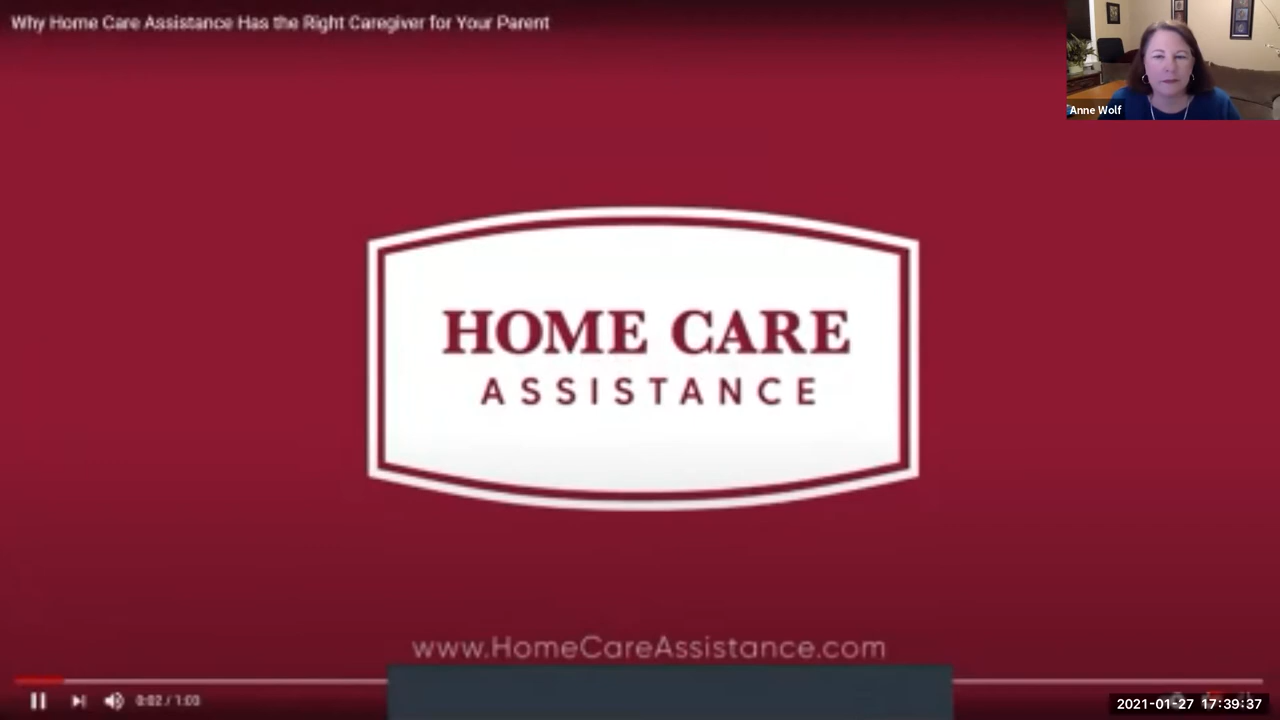 Why Home Care Assistance Has the Right Caregiver for Your Parent
Anne Wolf
HOME CARE
ASSISTANCE
www.HomeCareAssistance.com
0:02 / 1:03
2021-01-27 17:39:37